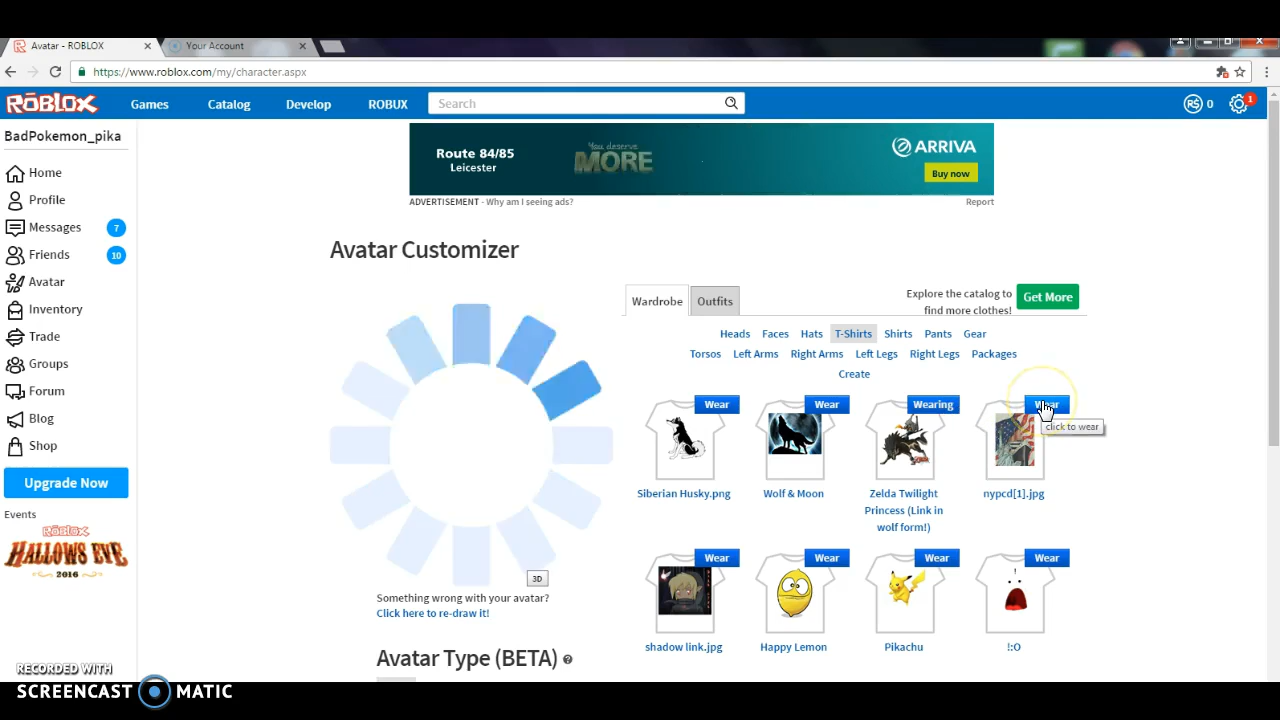 Avatar - ROBLOX
Your Account
https://www.roblox.com/my/character.aspx
ROBLOX
Games
Catalog
Develop
ROBUX
Search
R$ 0
1
BadPokemon_pika
Home
Profile
Messages 7
Friends 10
Avatar
Inventory
Trade
Groups
Forum
Blog
Shop
Upgrade Now
Events
ROBLOX
HALLOWS EVE
2016
Route 84/85
Leicester
You deserve
MORE
ARRIVA
Buy now
ADVERTISEMENT - Why am I seeing ads?
Report
Avatar Customizer
Wardrobe
Outfits
Explore the catalog to
find more clothes!
Get More
Heads Faces Hats T-Shirts Shirts Pants Gear
Torsos Left Arms Right Arms Left Legs Right Legs Packages
Create
Wear Wear Wearing Wear
click to wear
Siberian Husky.png
Wolf & Moon
Zelda Twilight
Princess (Link in
wolf form!)
nypcd[1].jpg
Wear Wear Wear Wear
!
shadow link.jpg
Happy Lemon
Pikachu
!:O
3D
Something wrong with your avatar?
Click here to re-draw it!
Avatar Type (BETA) ?
RECORDED WITH
SCREENCAST MATIC